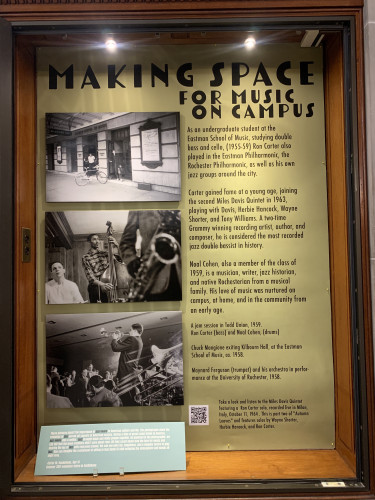 MAKING SPACE
FOR MUSIC
ON CAMPUS
As an undergraduate student at the
Eastman School of Music, studying double
bass and cello, (1955-59) Ron Carter also
played in the Eastman Philharmonic, the
Rochester Philharmonic, as well as his own
jazz groups around the city.
Carter gained fame at a young age, joining
the second Miles Davis Quintet in 1963,
playing with Davis, Herbie Hancock, Wayne
Shorter, and Tony Williams. A two-time
Grammy winning recording artist, author, and
composer, he is considered the most recorded
jazz double-bassist in history.
Noal Cohen, also a member of the class of
1959, is a musician, writer, jazz historian,
and native Rochesterian from a musical
family. His love of music was nurtured on
campus, at home, and in the community from
an early age.
A jam session in Todd Union, 1959.
Ron Carter (bass) and Noal Cohen, (drums)
Chuck Mangione exiting Kilbourn Hall, at the Eastman
School of Music, ca. 1958.
Maynard Ferguson (trumpet) and his orchestra in perfor-
mance at the University of Rochester, 1958.
Take a look and listen to the Miles Davis Quintet
featuring a Ron Carter solo, recorded live in Milan,
Italy, October 11, 1964. This is part 2 of "Autumn
Leaves" and features solos by Wayne Shorter,
Herbie Hancock, and Ron Carter.